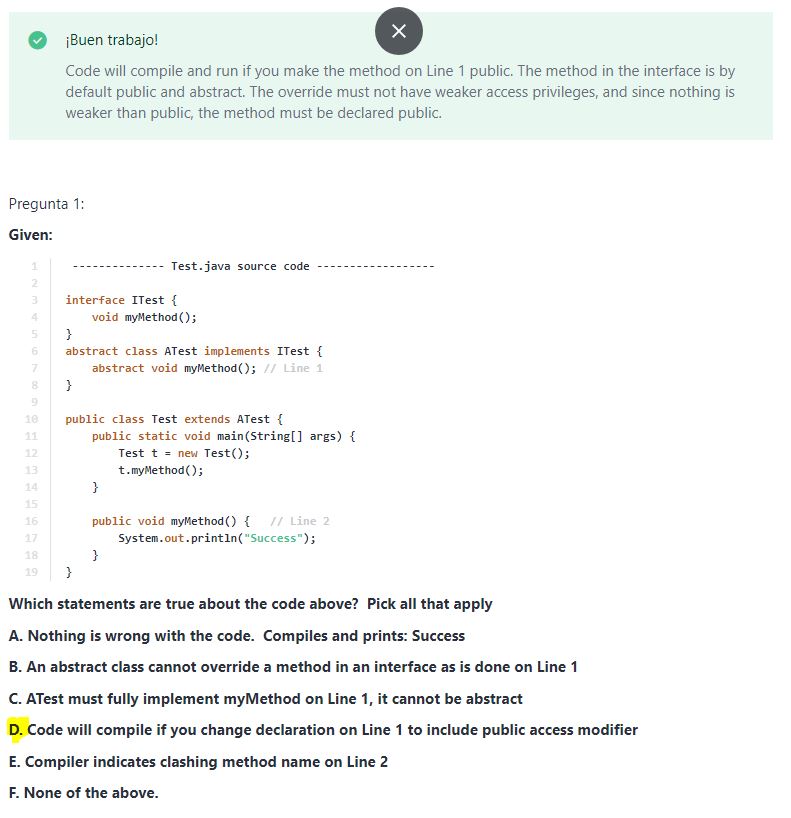 ¡Buen trabajo!
Code will compile and run if you make the method on Line 1 public. The method in the interface is by
default public and abstract. The override must not have weaker access privileges, and since nothing is
weaker than public, the method must be declared public.
Pregunta 1:
Given:
1 -------------- Test.java source code ------------------
2
3 interface ITest {
4     void myMethod();
5 }
6 abstract class ATest implements ITest {
7     abstract void myMethod(); // Line 1
8 }
9
10 public class Test extends ATest {
11     public static void main(String[] args) {
12         Test t = new Test();
13         t.myMethod();
14     }
15
16     public void myMethod() {   // Line 2
17         System.out.println("Success");
18     }
19 }
Which statements are true about the code above?  Pick all that apply
A. Nothing is wrong with the code.  Compiles and prints: Success
B. An abstract class cannot override a method in an interface as is done on Line 1
C. ATest must fully implement myMethod on Line 1, it cannot be abstract
D. Code will compile if you change declaration on Line 1 to include public access modifier
E. Compiler indicates clashing method name on Line 2
F. None of the above.